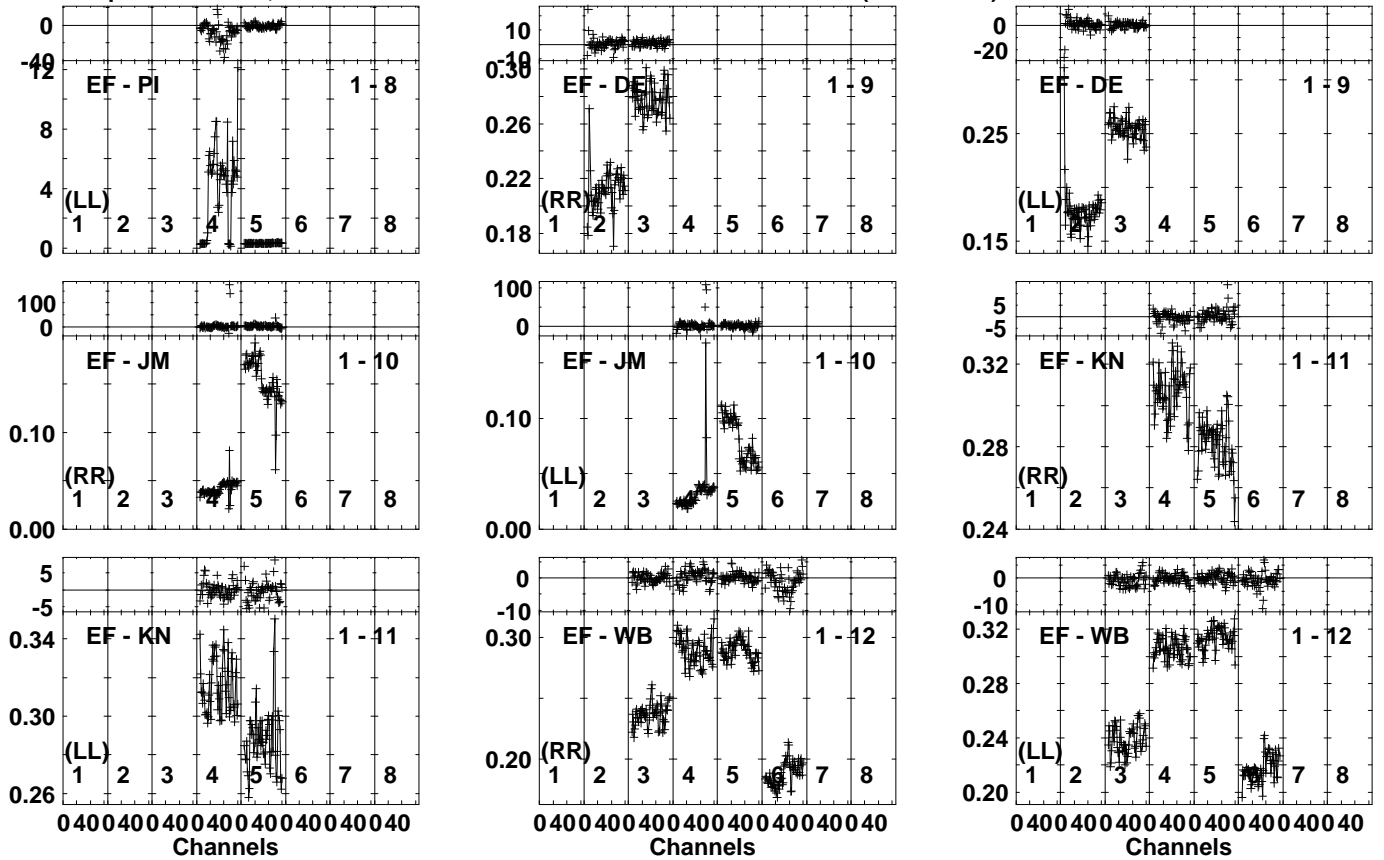 0
-40
12
EF - PI 1 - 8
8
4
(LL)
1 2 3 4 5 6 7 8
0
10
-10
0.30
EF - DE 1 - 9
0.26
0.22
(RR)
1 2 3 4 5 6 7 8
0.18
0
-20
EF - DE 1 - 9
0.25
(LL)
1 2 3 4 5 6 7 8
0.15
100
0
EF - JM 1 - 10
0.10
(RR)
1 2 3 4 5 6 7 8
0.00
100
0
EF - JM 1 - 10
0.10
(LL)
1 2 3 4 5 6 7 8
0.00
5
-5
0.32
EF - KN 1 - 11
0.28
(RR)
1 2 3 4 5 6 7 8
0.24
5
-5
0.34
EF - KN 1 - 11
0.30
(LL)
1 2 3 4 5 6 7 8
0.26
0 40 0 40 0 40 0 40 0 40 0 40 0 40 0 40
Channels
0
-10
0.30
EF - WB 1 - 12
0.20
(RR)
1 2 3 4 5 6 7 8
0 40 0 40 0 40 0 40 0 40 0 40 0 40 0 40
Channels
0
-10
0.32
EF - WB 1 - 12
0.28
0.24
(LL)
1 2 3 4 5 6 7 8
0.20
0 40 0 40 0 40 0 40 0 40 0 40 0 40 0 40
Channels